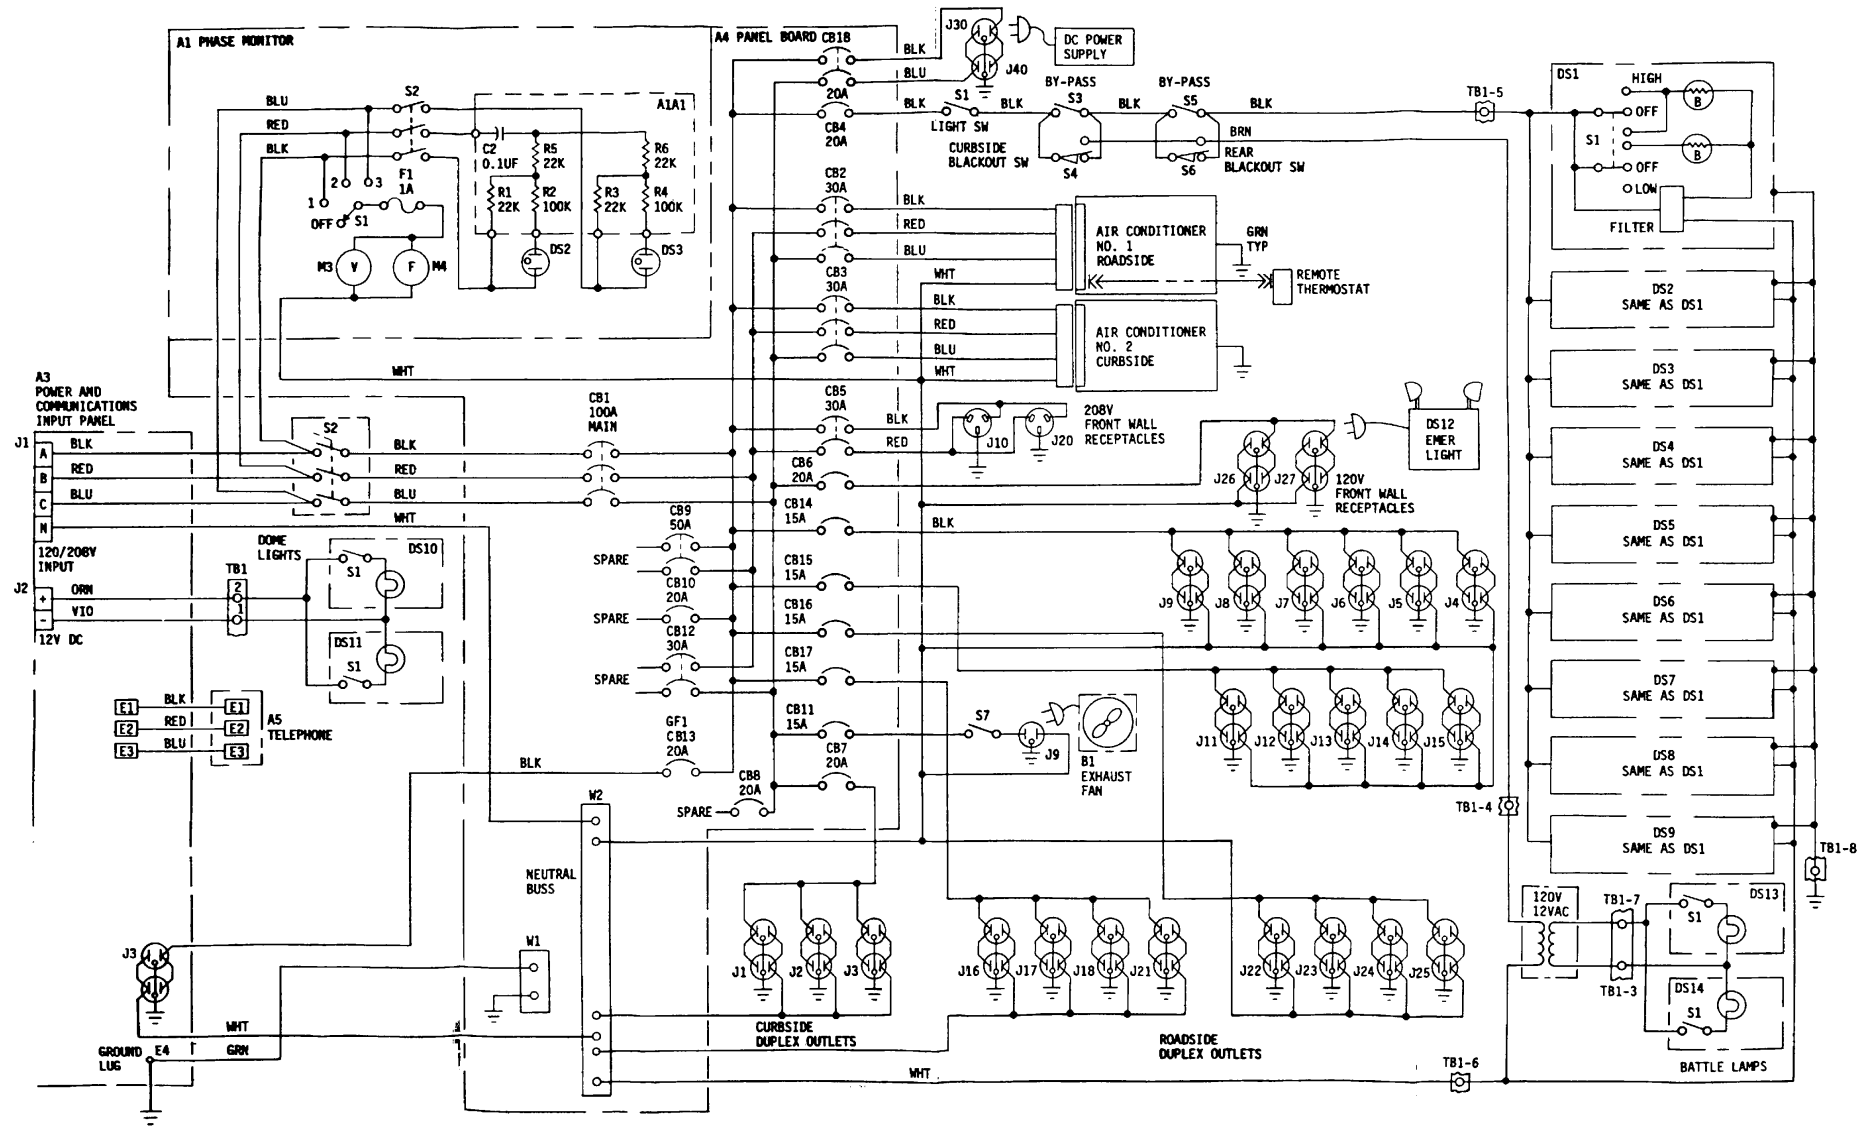 A1 PHASE MONITOR
A4 PANEL BOARD
CB18
20A
BLK
BLU
J30
J40
DC POWER
SUPPLY
BLU
RED
BLK
S2
A1A1
C2
0.1UF
R5
22K
R6
22K
R1
22K
R2
100K
R3
22K
R4
100K
DS2
DS3
1
2
3
OFF
S1
F1
1A
M3
V
F
M4
WHT
CB4
20A
BLK
S1
LIGHT SW
BLK
BY-PASS
S3
CURBSIDE
BLACKOUT SW
S4
BLK
BY-PASS
S5
BLK
BRN
REAR
BLACKOUT SW
S6
TB1-5
CB2
30A
BLK
RED
BLU
WHT
AIR CONDITIONER
NO. 1
ROADSIDE
GRN
TYP
REMOTE
THERMOSTAT
CB3
30A
BLK
RED
BLU
WHT
AIR CONDITIONER
NO. 2
CURBSIDE
DS1
HIGH
OFF
S1
OFF
LOW
B
B
FILTER
DS2
SAME AS DS1
DS3
SAME AS DS1
DS4
SAME AS DS1
DS5
SAME AS DS1
DS6
SAME AS DS1
DS7
SAME AS DS1
DS8
SAME AS DS1
DS9
SAME AS DS1
TB1-8
A3
POWER AND
COMMUNICATIONS
INPUT PANEL
J1
A
B
C
N
BLK
RED
BLU
120/208V
INPUT
S2
BLK
RED
BLU
WHT
CB1
100A
MAIN
CB5
30A
BLK
RED
J10
J20
208V
FRONT WALL
RECEPTACLES
CB6
20A
J26
J27
120V
FRONT WALL
RECEPTACLES
DS12
EMER
LIGHT
J2
+
-
12V DC
ORN
VIO
TB1
2
1
DOME
LIGHTS
DS10
S1
DS11
S1
CB9
50A
SPARE
CB10
20A
SPARE
CB12
30A
SPARE
GF1
CB13
20A
CB14
15A
BLK
CB15
15A
CB16
15A
CB17
15A
CB11
15A
CB7
20A
CB8
20A
SPARE
J9
J8
J7
J6
J5
J4
J11
J12
J13
J14
J15
S7
J9
B1
EXHAUST
FAN
E1
E2
E3
BLK
RED
BLU
E1
E2
E3
A5
TELEPHONE
BLK
W2
NEUTRAL
BUSS
W1
J3
WHT
GRN
GROUND
LUG
E4
J1
J2
J3
CURBSIDE
DUPLEX OUTLETS
J16
J17
J18
J21
J22
J23
J24
J25
ROADSIDE
DUPLEX OUTLETS
WHT
TB1-6
TB1-4
120V
12VAC
TB1-7
TB1-3
DS13
S1
DS14
S1
BATTLE LAMPS